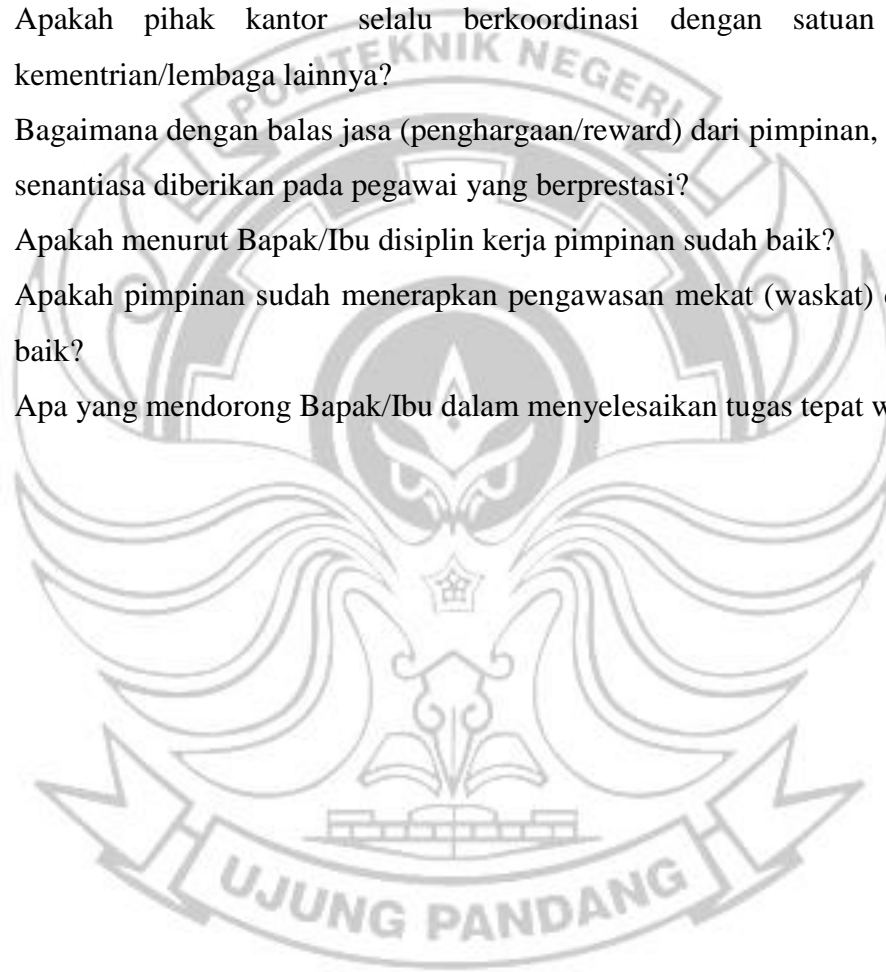 Apakah pihak kantor selalu berkoordinasi dengan satuan
kementrian/lembaga lainnya?
Bagaimana dengan balas jasa (penghargaan/reward) dari pimpinan,
senantiasa diberikan pada pegawai yang berprestasi?
Apakah menurut Bapak/Ibu disiplin kerja pimpinan sudah baik?
Apakah pimpinan sudah menerapkan pengawasan mekat (waskat)
baik?
Apa yang mendorong Bapak/Ibu dalam menyelesaikan tugas tepat
POLITEKNIK NEGERI
UJUNG PANDANG